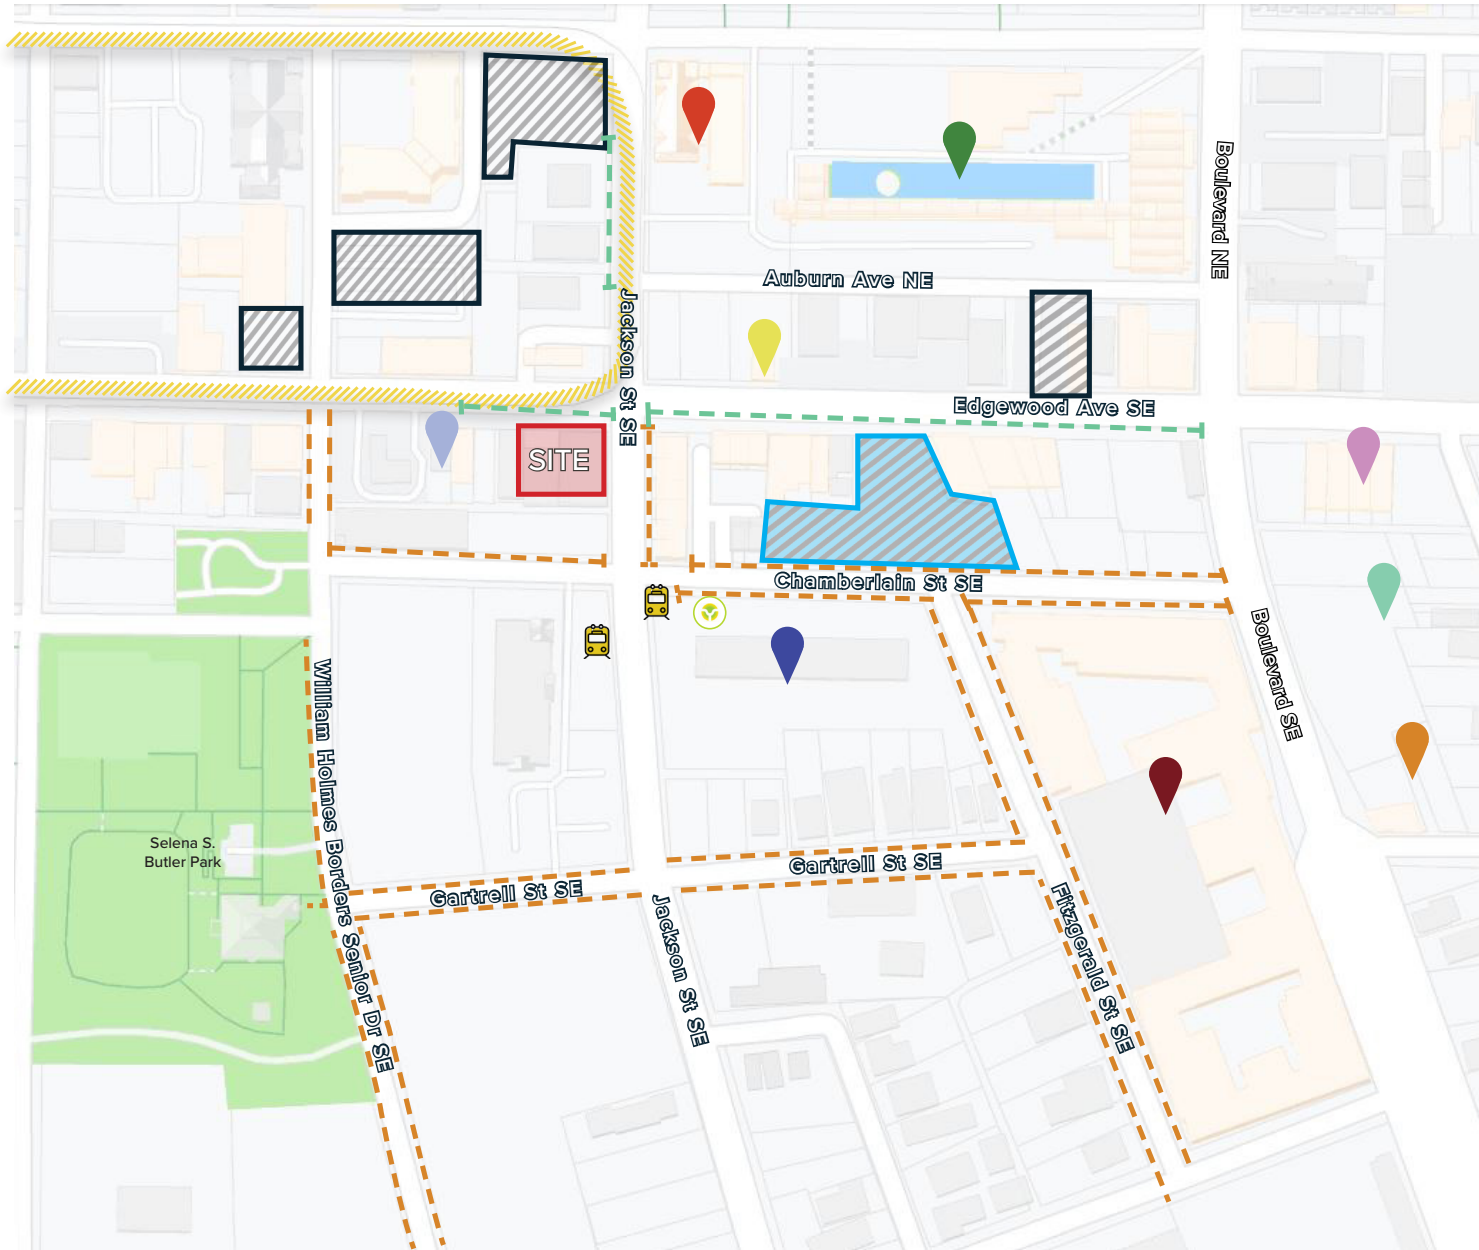 Boulevard NE
Auburn Ave NE
Jackson St SE
Edgewood Ave SE
SITE
Chamberlain St SE
Boulevard SE
William Holmes Borders Senior Dr SE
Selena S.
Butler Park
Gartrell St SE
Gartrell St SE
Jackson St SE
Fitzgerald St SE